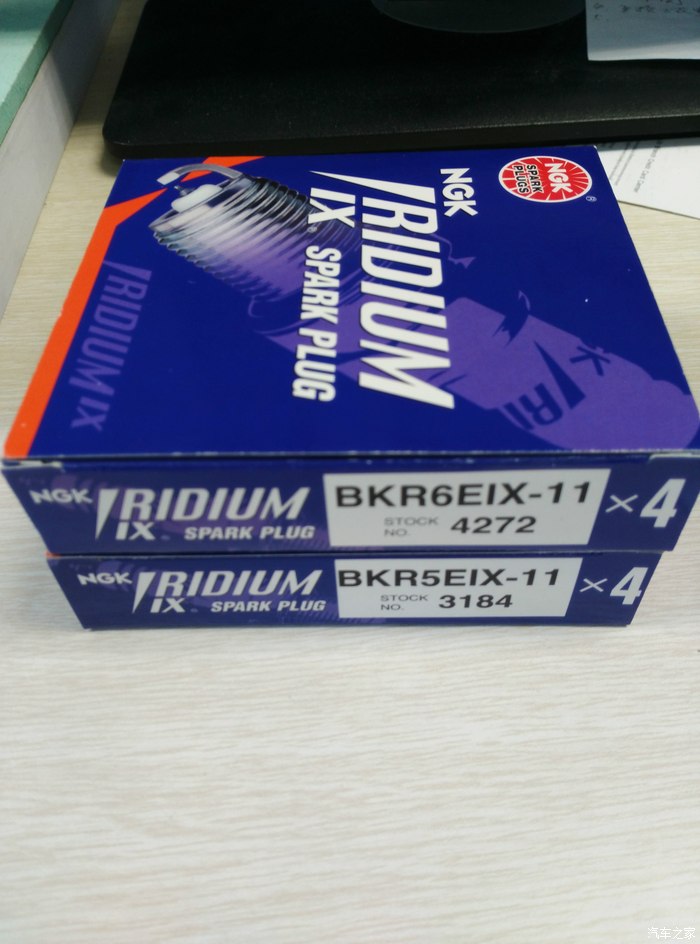 NGK
SPARK
PLUGS
®
NGK
IRIDIUM
IX®
SPARK PLUG
IRIDIUM IX
NGK IRIDIUM
IX® SPARK PLUG
BKR6EIX-11
STOCK NO. 4272
×4
NGK IRIDIUM
IX® SPARK PLUG
BKR5EIX-11
STOCK NO. 3184
×4
汽车之家